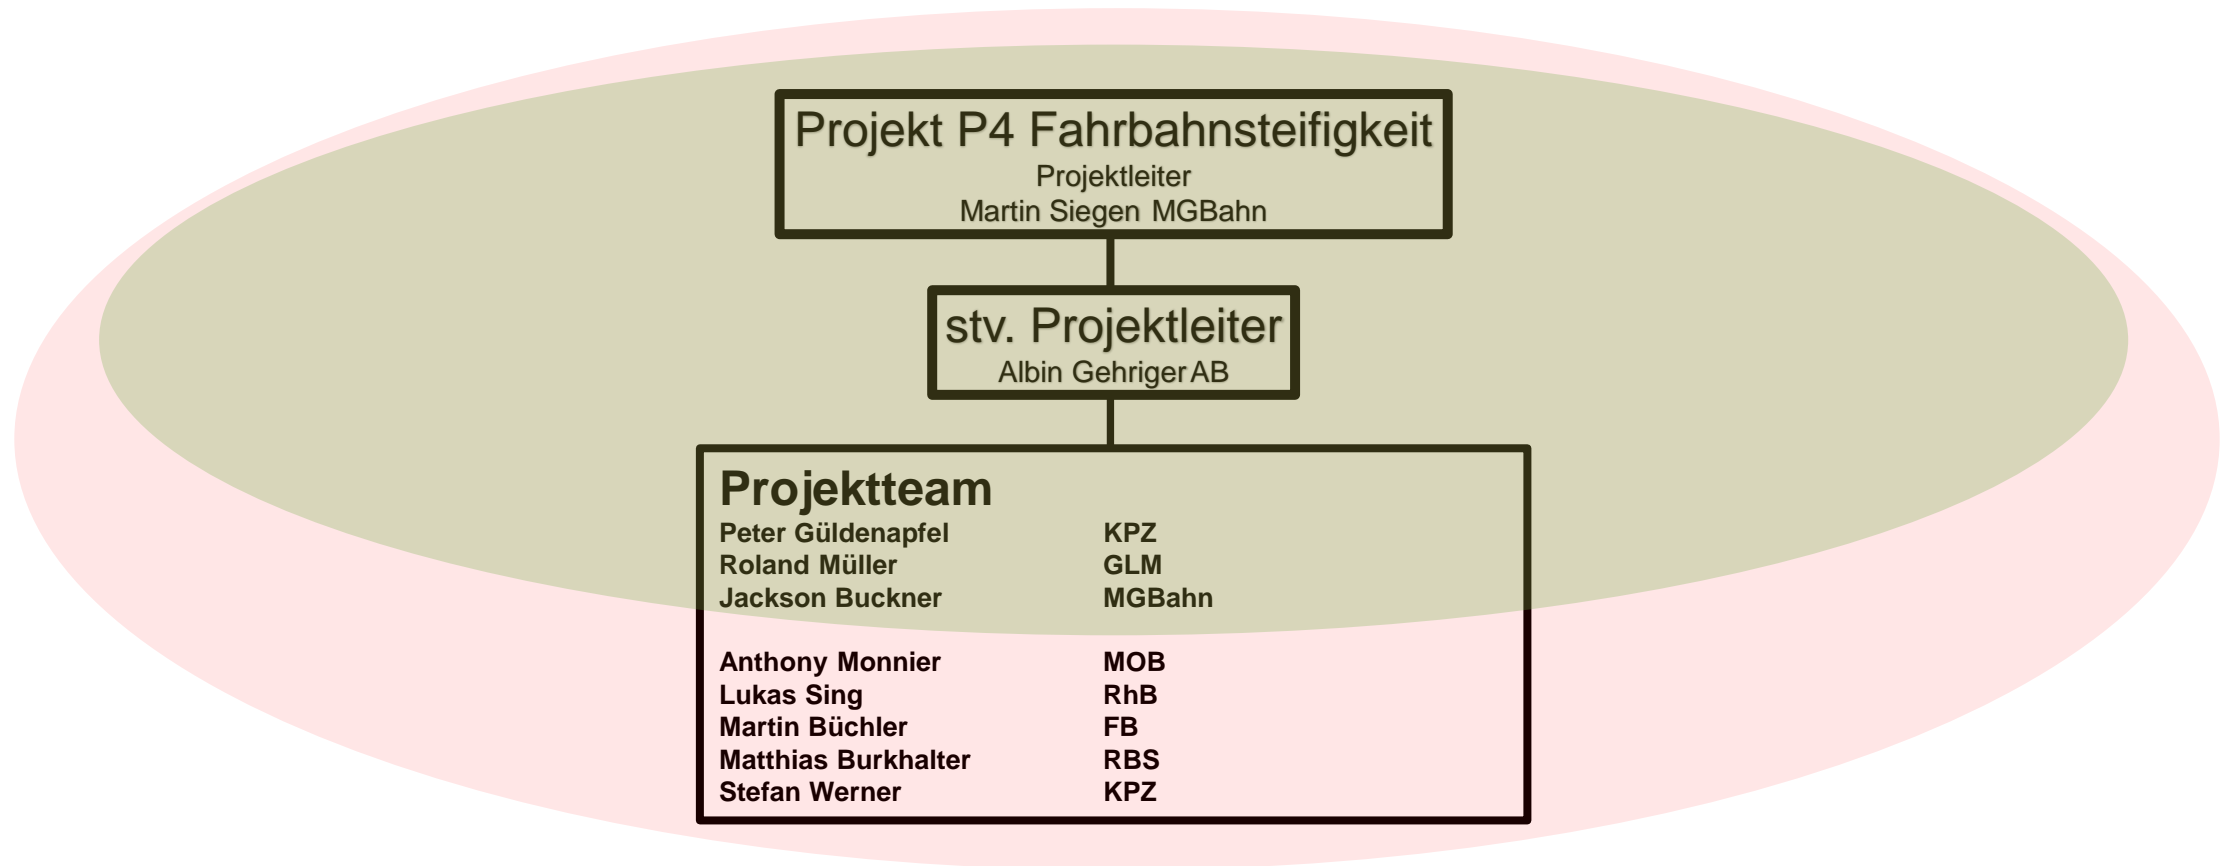 Projekt P4 Fahrbahnsteifigkeit
Projektleiter
Martin Siegen MGBahn
stv. Projektleiter
Albin Gehriger AB
Projektteam
Peter Güldenapfel KPZ
Roland Müller GLM
Jackson Buckner MGBahn
Anthony Monnier MOB
Lukas Sing RhB
Martin Büchler FB
Matthias Burkhalter RBS
Stefan Werner KPZ